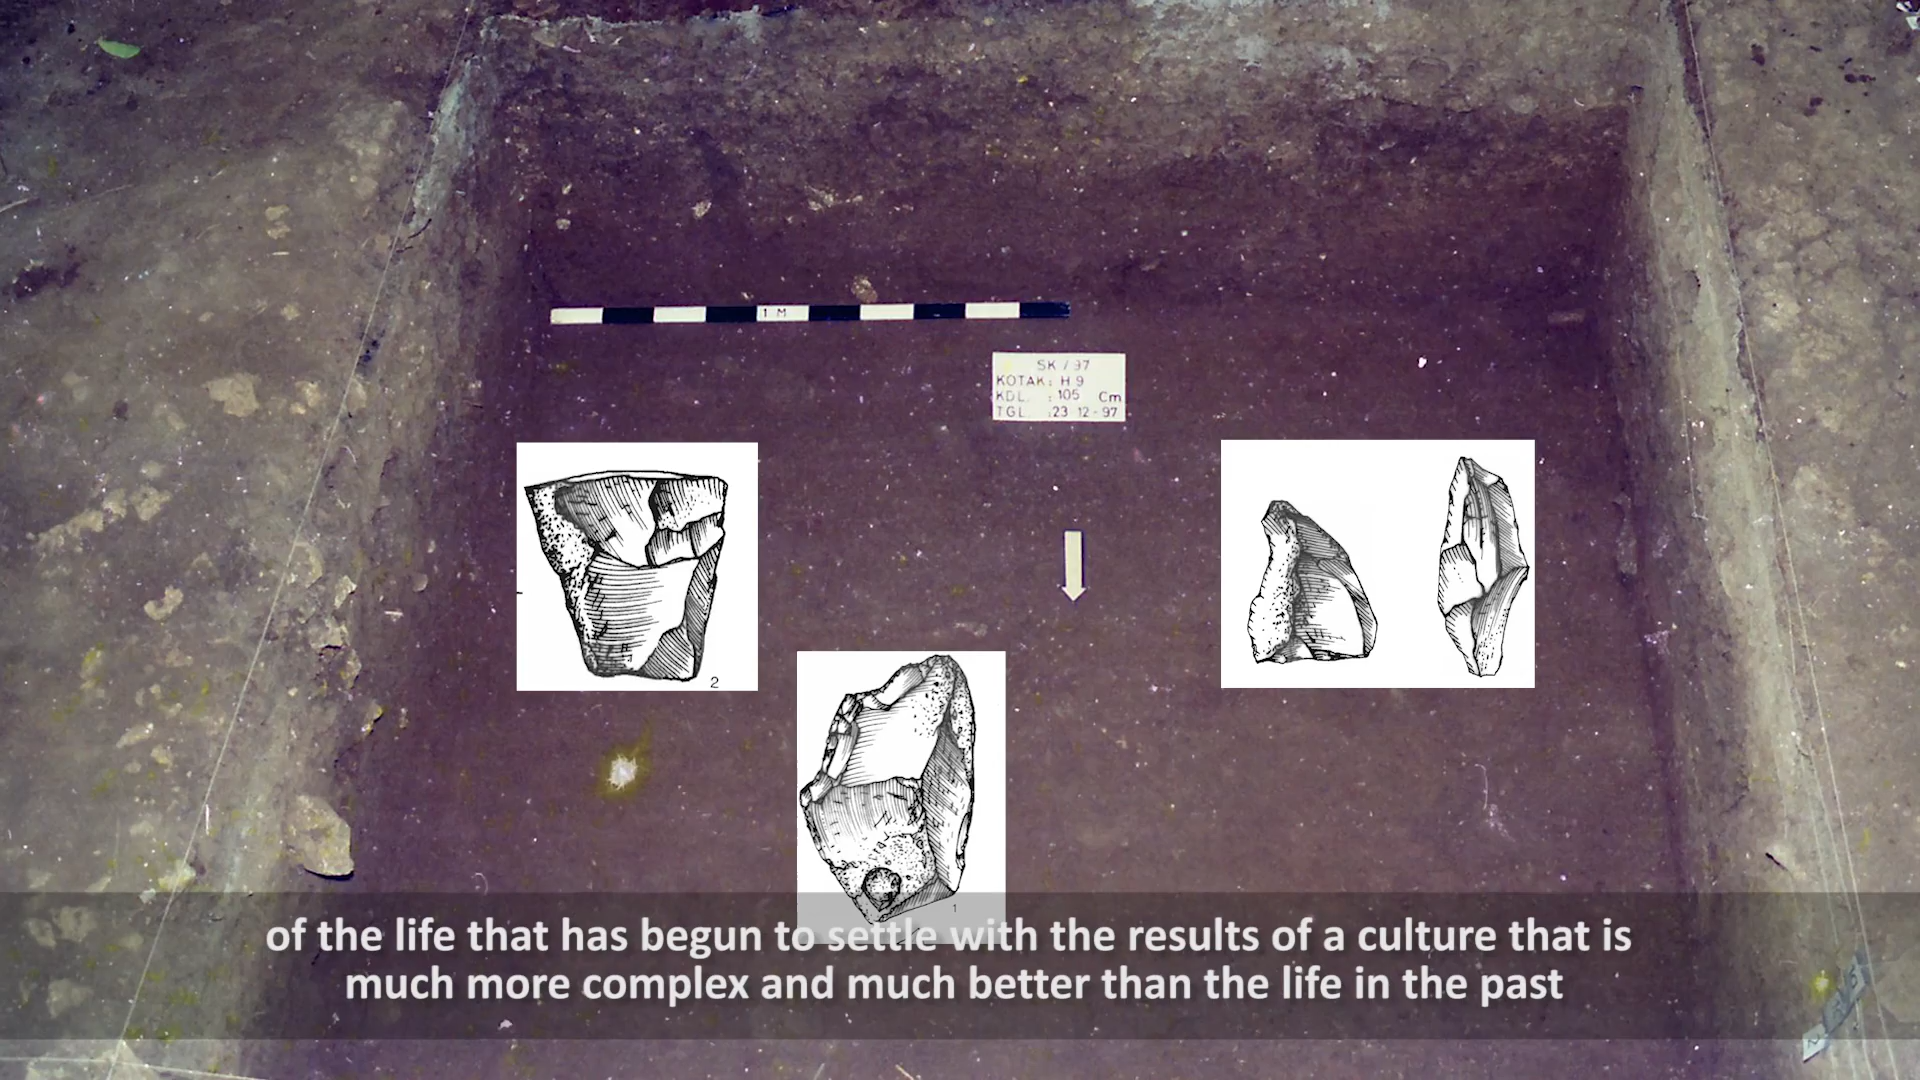 1 M
SK / 97
KOTAK : H 9
KDL. : 105 Cm
TGL. : 23-12-97
2
1
of the life that has begun to settle with the results of a culture that is
much more complex and much better than the life in the past